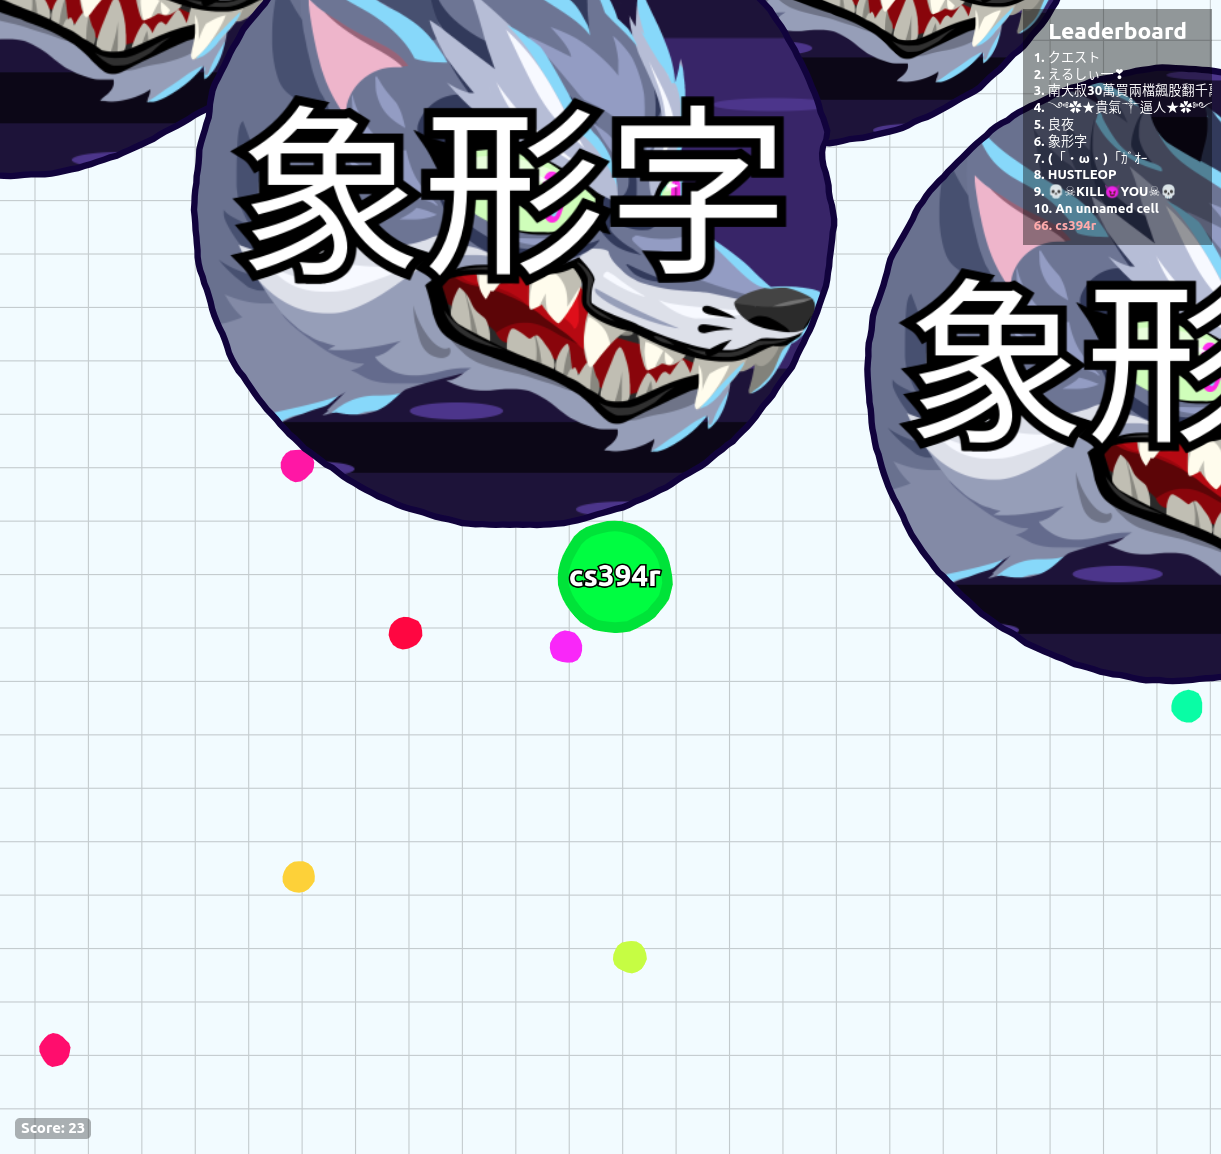 Leaderboard
1. クエスト
2. えるしぃー❣
3. 南大叔30萬買兩檔飆股翻千
4. ༺✿★貴氣༒逼人★✿༻
5. 良夜
6. 象形字
7. (「・ω・)「ｶﾞｵｰ
8. HUSTLEOP
9. 💀☠KILL😈YOU☠💀
10. An unnamed cell
66. cs394r
象形字
象形
cs394r
Score: 23